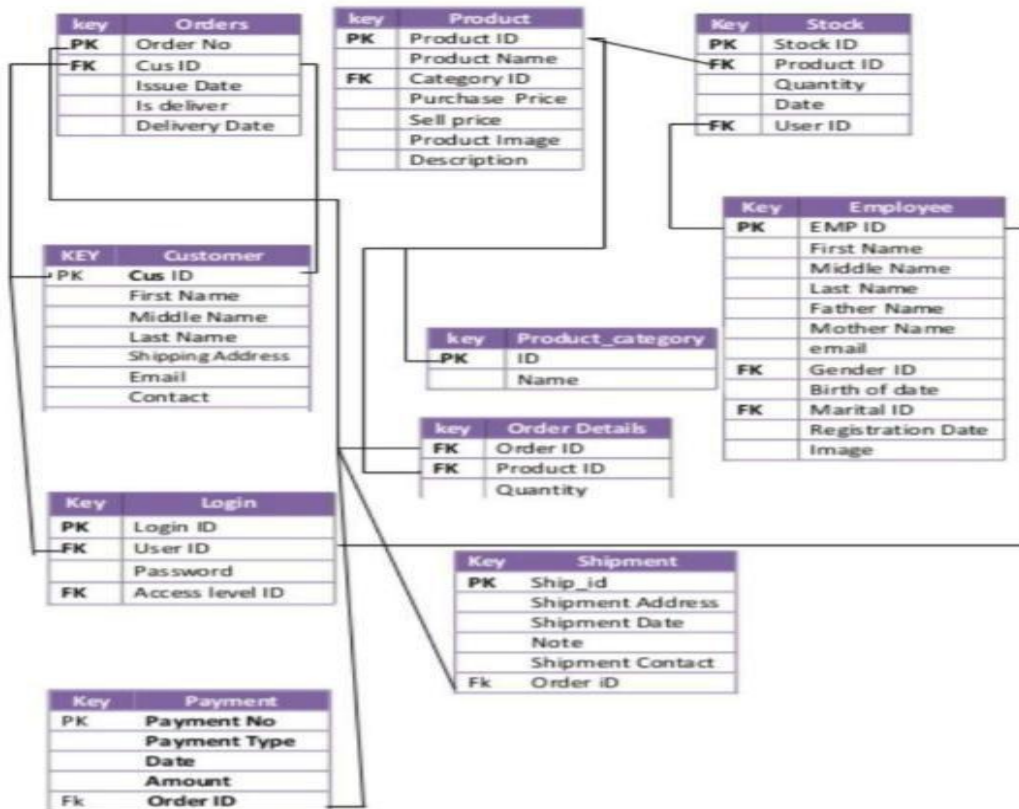 key Orders
PK Order No
FK Cus ID
Issue Date
Is deliver
Delivery Date
key Product
PK Product ID
Product Name
FK Category ID
Purchase Price
Sell price
Product Image
Description
Key Stock
PK Stock ID
FK Product ID
Quantity
Date
FK User ID
KEY Customer
PK Cus ID
First Name
Middle Name
Last Name
Shipping Address
Email
Contact
Key Employee
PK EMP ID
First Name
Middle Name
Last Name
Father Name
Mother Name
email
FK Gender ID
Birth of date
FK Marital ID
Registration Date
Image
key Product_category
PK ID
Name
key Order Details
FK Order ID
FK Product ID
Quantity
Key Login
PK Login ID
FK User ID
Password
FK Access level ID
Key Shipment
PK Ship_id
Shipment Address
Shipment Date
Note
Shipment Contact
Fk Order iD
Key Payment
PK Payment No
Payment Type
Date
Amount
Fk Order ID